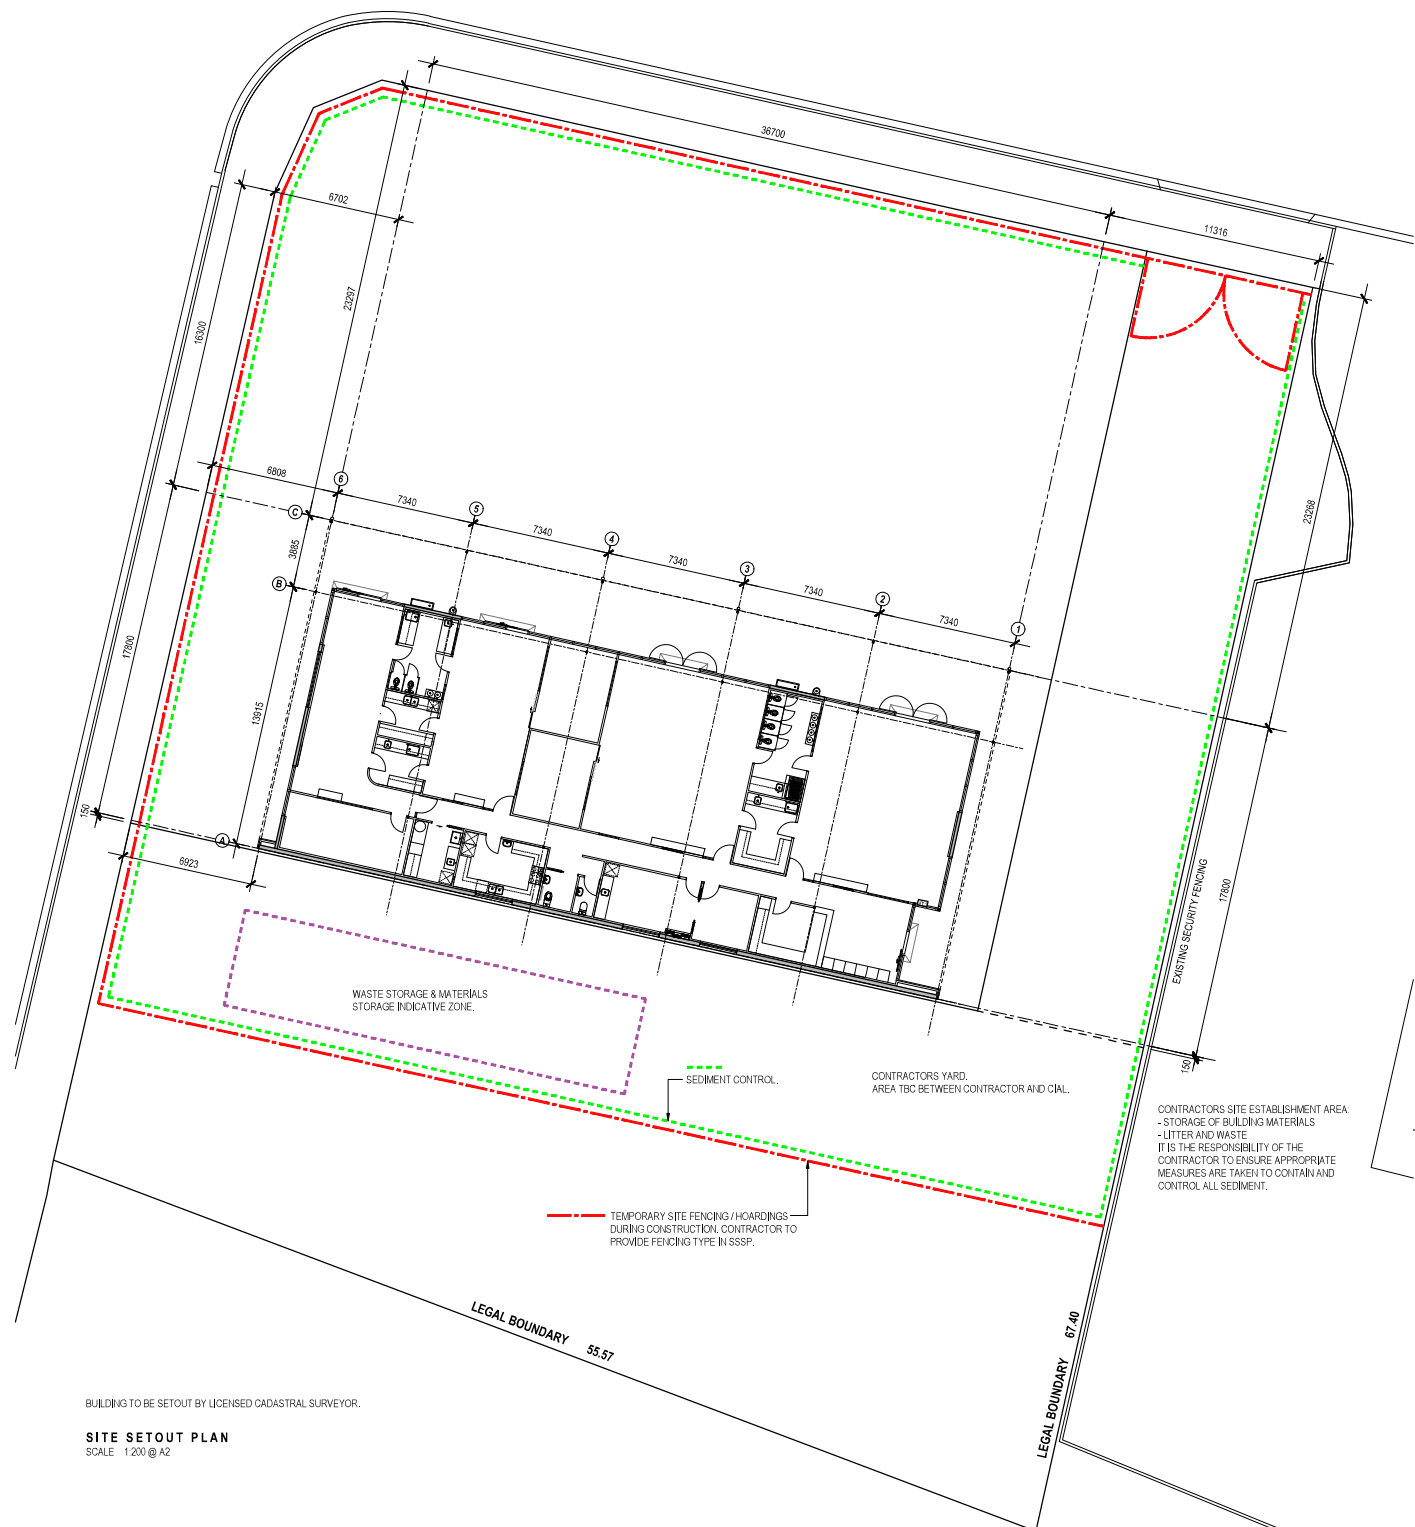 36700
11316
6702
23297
16300
23268
6808
6
7340
5
7340
4
7340
3
7340
2
7340
1
C
3885
B
17800
13915
150
A
6923
EXISTING SECURITY FENCING
17800
150
WASTE STORAGE & MATERIALS
STORAGE INDICATIVE ZONE.
SEDIMENT CONTROL.
CONTRACTORS YARD.
AREA TBC BETWEEN CONTRACTOR AND CIAL.
CONTRACTORS SITE ESTABLISHMENT AREA:
- STORAGE OF BUILDING MATERIALS
- LITTER AND WASTE
IT IS THE RESPONSIBILITY OF THE
CONTRACTOR TO ENSURE APPROPRIATE
MEASURES ARE TAKEN TO CONTAIN AND
CONTROL ALL SEDIMENT.
TEMPORARY SITE FENCING / HOARDINGS
DURING CONSTRUCTION. CONTRACTOR TO
PROVIDE FENCING TYPE IN SSSP.
LEGAL BOUNDARY 55.57
LEGAL BOUNDARY 67.40
BUILDING TO BE SETOUT BY LICENSED CADASTRAL SURVEYOR.
SITE SETOUT PLAN
SCALE 1:200 @ A2